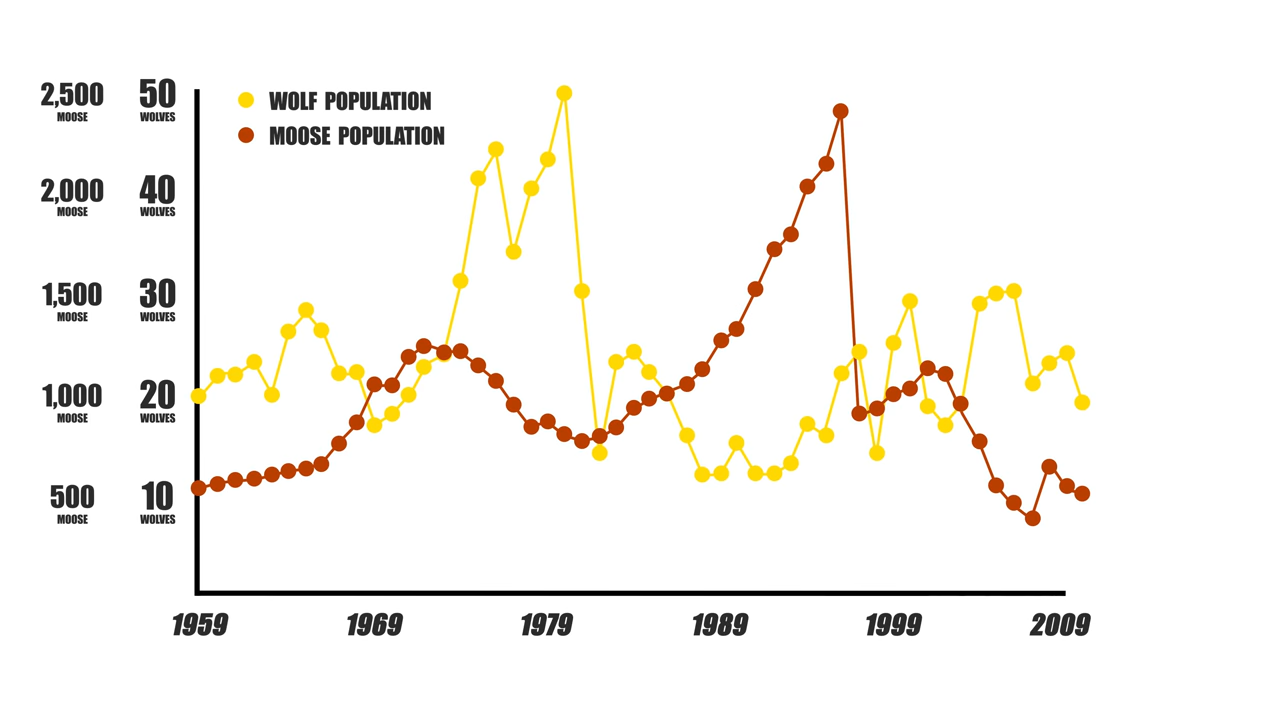 2,500 MOOSE
50 WOLVES
WOLF POPULATION
MOOSE POPULATION
2,000 MOOSE
40 WOLVES
1,500 MOOSE
30 WOLVES
1,000 MOOSE
20 WOLVES
500 MOOSE
10 WOLVES
1959 1969 1979 1989 1999 2009